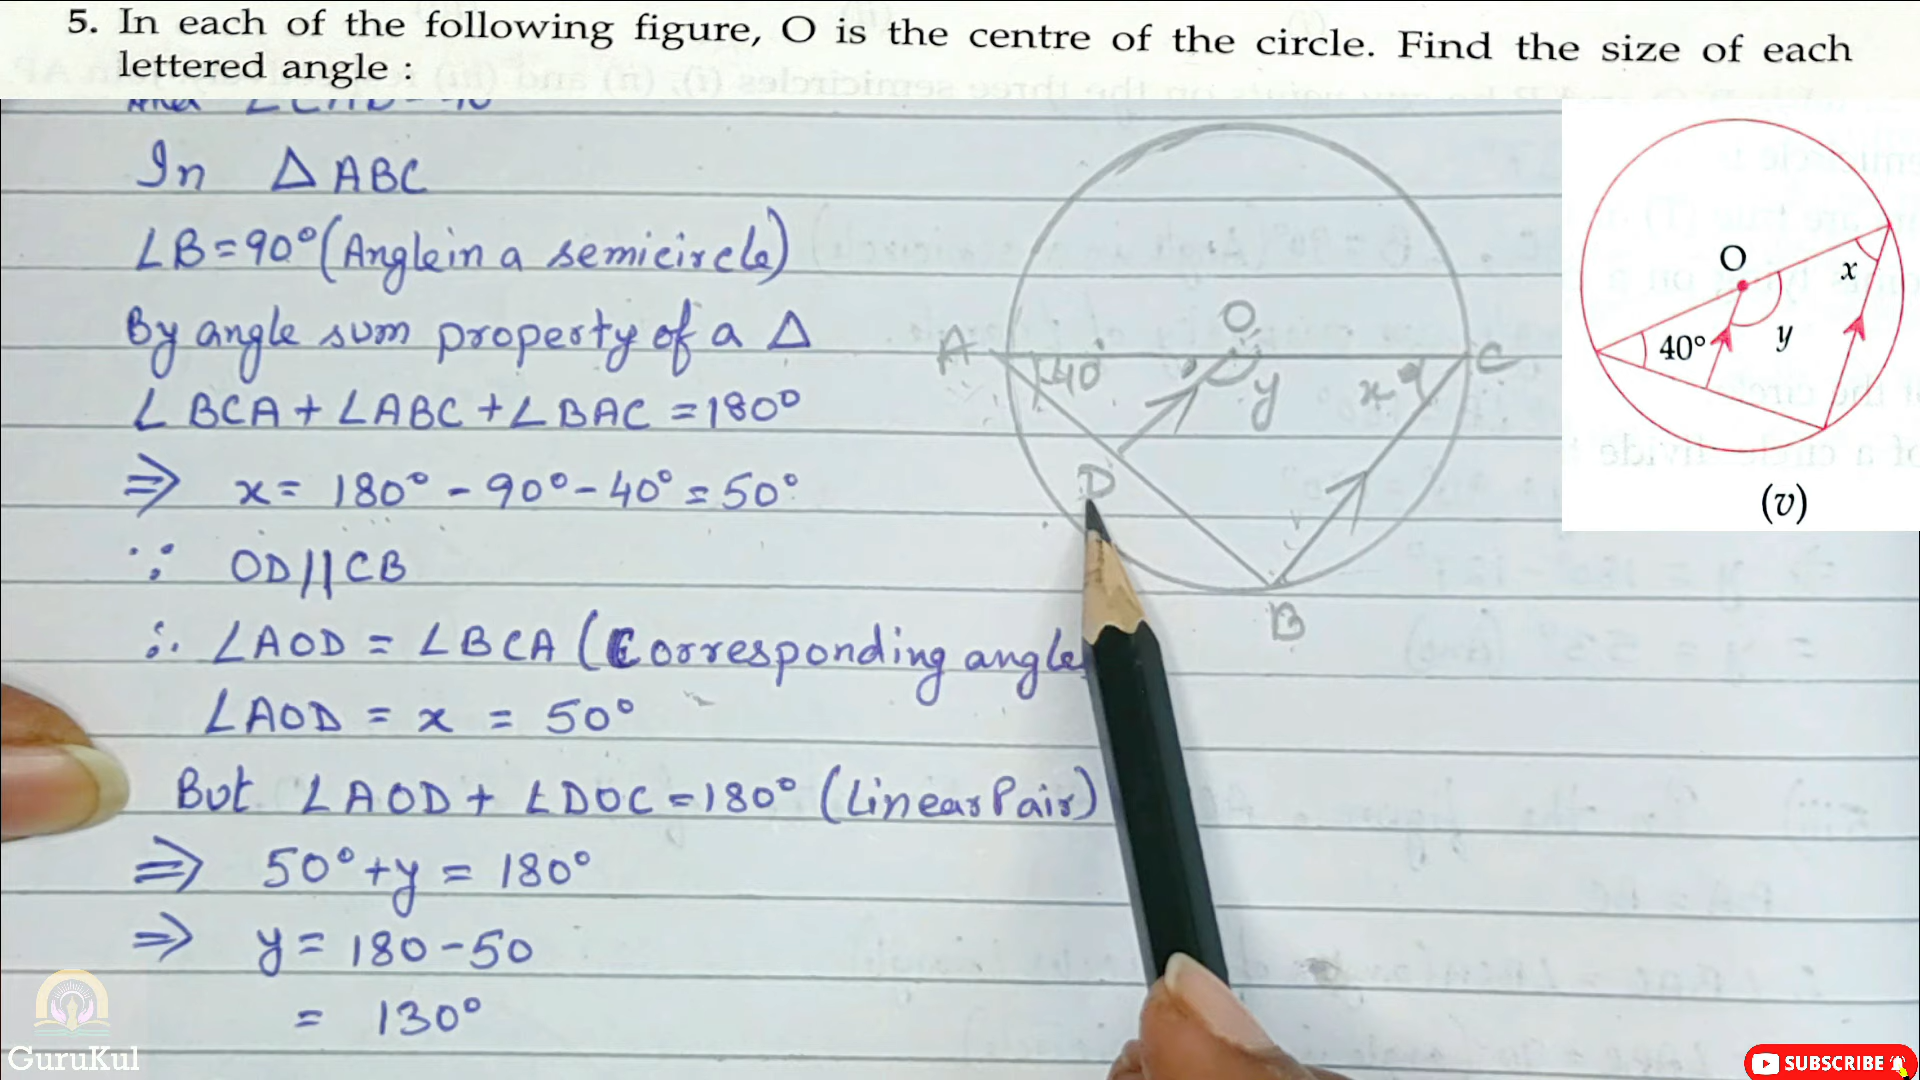 5. In each of the following figure, O is the centre of the circle. Find the size of each
lettered angle :
In △ ABC
∠B = 90° (Angle in a semicircle)
By angle sum property of a △
∠BCA + ∠ABC + ∠BAC = 180°
⇒ x = 180° - 90° - 40° = 50°
∵ OD || CB
∴ ∠AOD = ∠BCA (Corresponding angle
∠AOD = x = 50°
But ∠AOD + ∠DOC = 180° (Linear Pair)
⇒ 50° + y = 180°
⇒ y = 180 - 50
= 130°
A
40°
O
y
x
C
D
B
O
x
40°
y
(v)
GuruKul
SUBSCRIBE